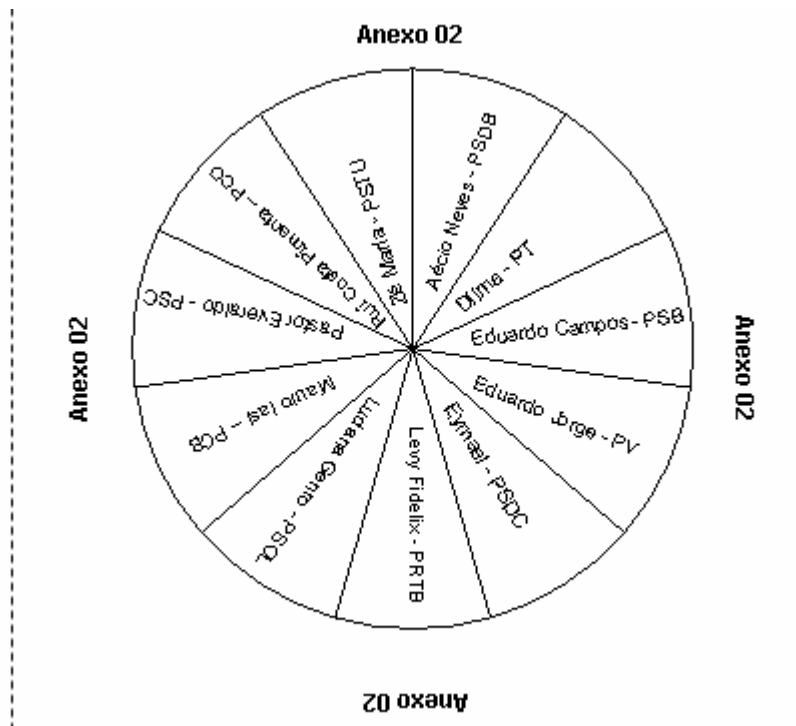 Anexo 02
Aécio Neves - PSDB
Dilma - PT
Eduardo Campos - PSB
Eduardo Jorge - PV
Eymael - PSDC
Levy Fidelix - PRTB
Luciana Genro - PSOL
Mauro Iasi – PCB
Pastor Everaldo - PSC
Rui Costa Pimenta – PCO
Zé Maria - PSTU
Anexo 02
Anexo 02
Anexo 02